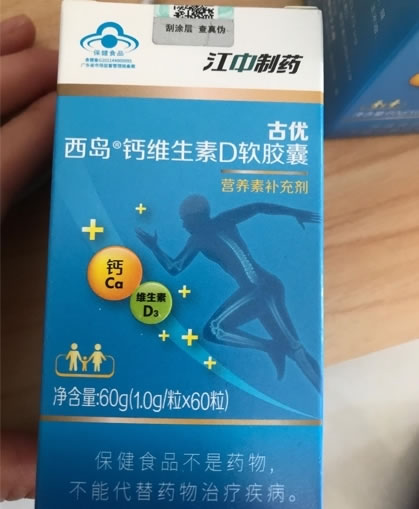 刮涂层 查真伪
保健食品
江中制药
古优
西岛®钙维生素D软胶囊
营养素补充剂
钙
Ca
维生素
D₃
净含量:60g(1.0g/粒×60粒)
保健食品不是药物,
不能代替药物治疗疾病。